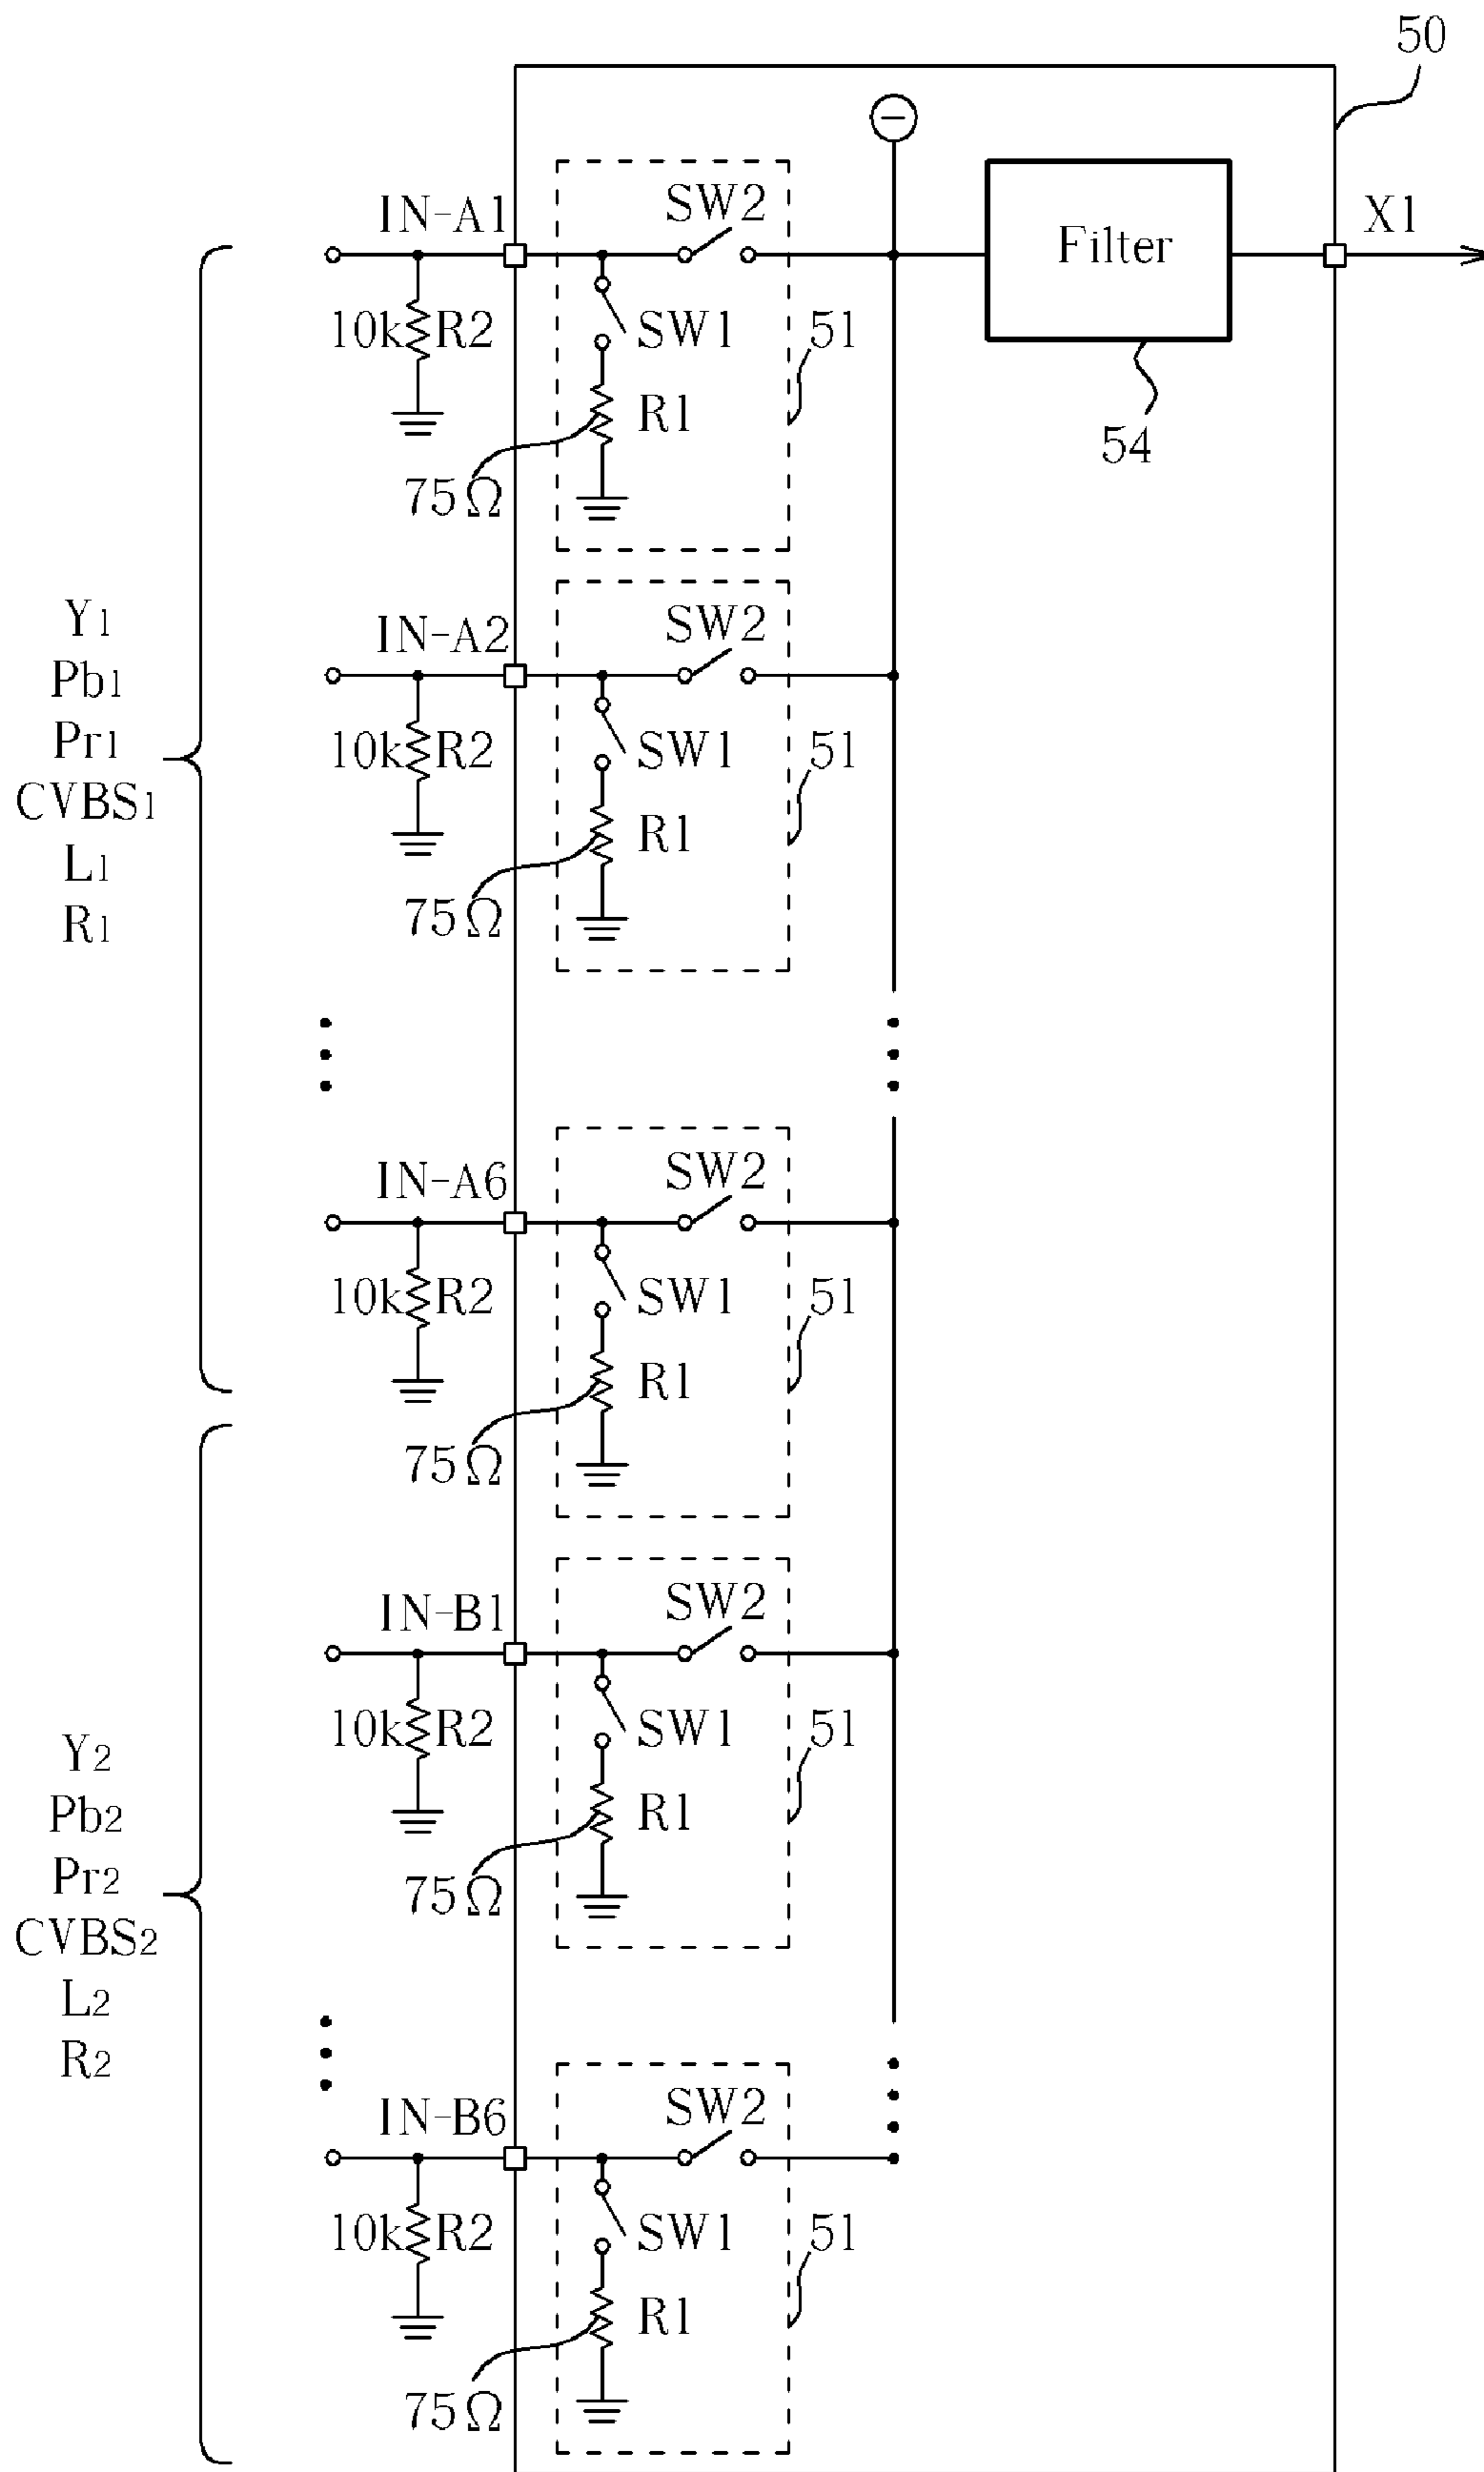 50
IN-A1
SW2
X1
Filter
10k R2
SW1
51
R1
54
75Ω
Y1
Pb1
Pr1
CVBS1
L1
R1
IN-A2
SW2
10k R2
SW1
51
R1
75Ω
IN-A6
SW2
10k R2
SW1
51
R1
75Ω
IN-B1
SW2
10k R2
SW1
51
R1
75Ω
Y2
Pb2
Pr2
CVBS2
L2
R2
IN-B6
SW2
10k R2
SW1
51
R1
75Ω